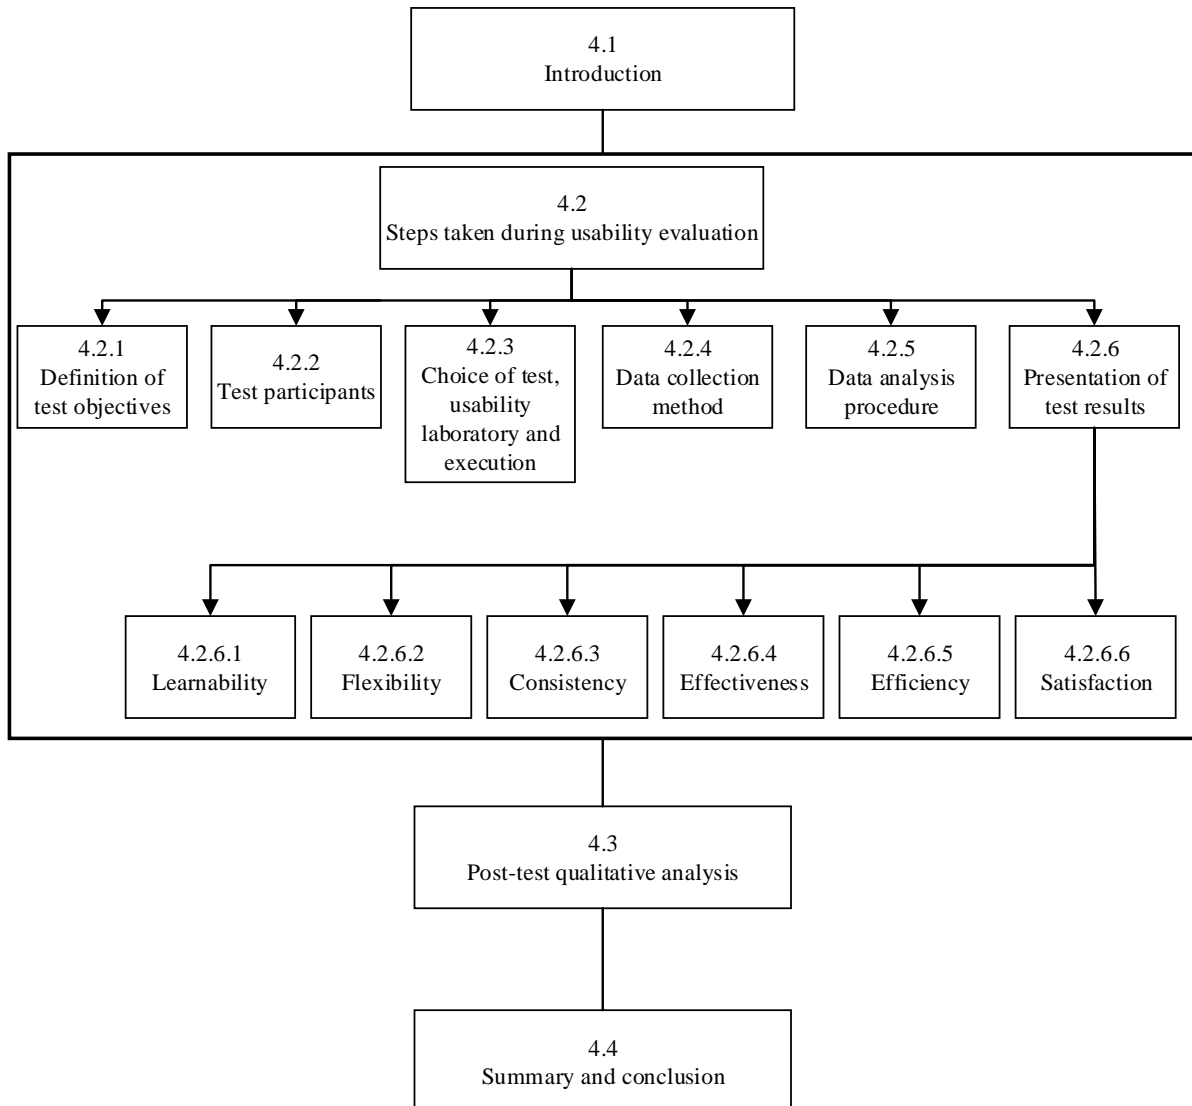 4.1
Introduction
4.2
Steps taken during usability evaluation
4.2.1
Definition of
test objectives
4.2.2
Test participants
4.2.3
Choice of test,
usability
laboratory and
execution
4.2.4
Data collection
method
4.2.5
Data analysis
procedure
4.2.6
Presentation of
test results
4.2.6.1
Learnability
4.2.6.2
Flexibility
4.2.6.3
Consistency
4.2.6.4
Effectiveness
4.2.6.5
Efficiency
4.2.6.6
Satisfaction
4.3
Post-test qualitative analysis
4.4
Summary and conclusion